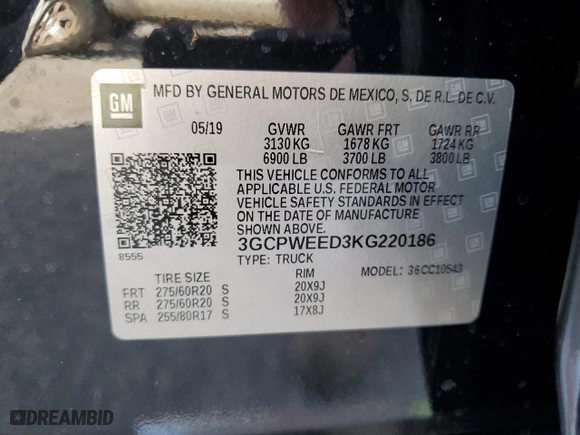 GM
MFD BY GENERAL MOTORS DE MEXICO, S. DE R.L. DE C.V.
05/19 GVWR GAWR FRT GAWR RR
3130 KG 1678 KG 1724 KG
6900 LB 3700 LB 3800 LB
THIS VEHICLE CONFORMS TO ALL
APPLICABLE U.S. FEDERAL MOTOR
VEHICLE SAFETY STANDARDS IN EFFECT
ON THE DATE OF MANUFACTURE
SHOWN ABOVE.
8555
3GCPWEED3KG220186
TYPE: TRUCK
MODEL: 36CC10543
TIRE SIZE RIM
FRT 275/60R20 S 20X9J
RR 275/60R20 S 20X9J
SPA 255/80R17 S 17X8J
DREAMBID